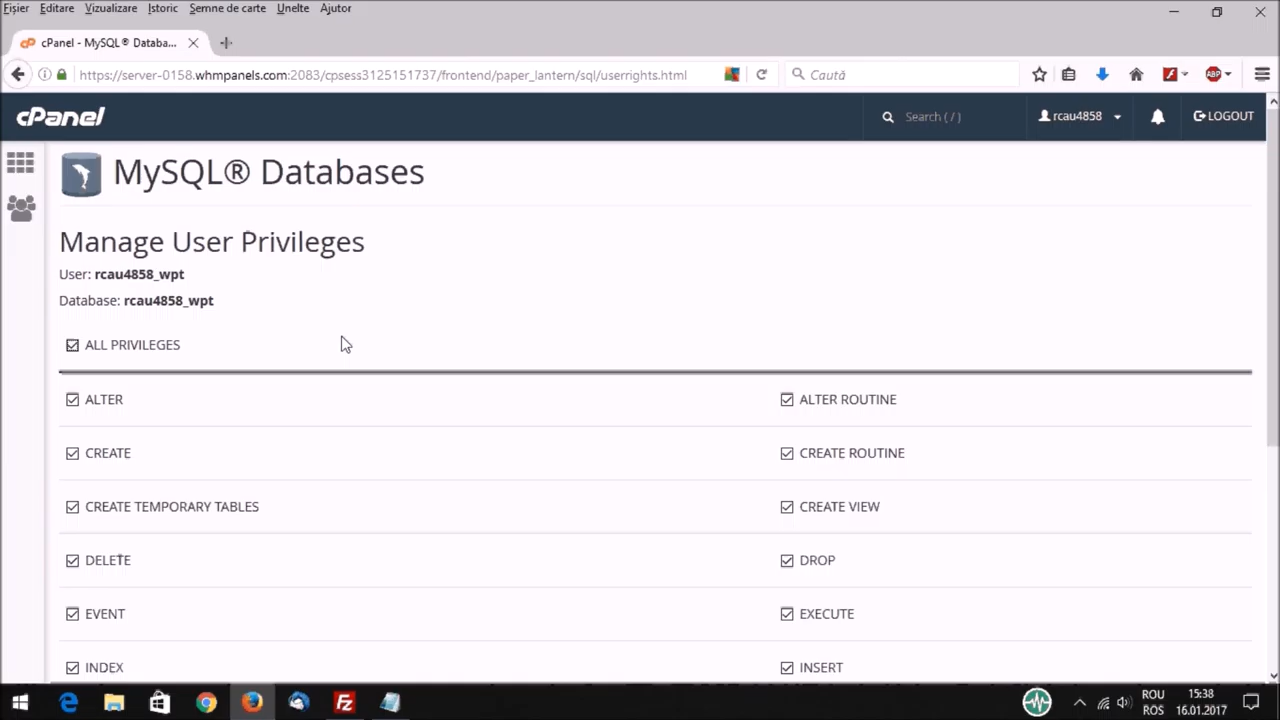 Fișier Editare Vizualizare Istoric Semne de carte Unelte Ajutor
cPanel - MySQL® Databa...
https://server-0158.whmpanels.com:2083/cpsess3125151737/frontend/paper_lantern/sql/userrights.html
Caută
ABP
cPanel
Search ( / )
rcau4858
LOGOUT
MySQL® Databases
Manage User Privileges
User: rcau4858_wpt
Database: rcau4858_wpt
ALL PRIVILEGES
ALTER ALTER ROUTINE
CREATE CREATE ROUTINE
CREATE TEMPORARY TABLES CREATE VIEW
DELETE DROP
EVENT EXECUTE
INDEX INSERT
ROU 15:38
ROS 16.01.2017